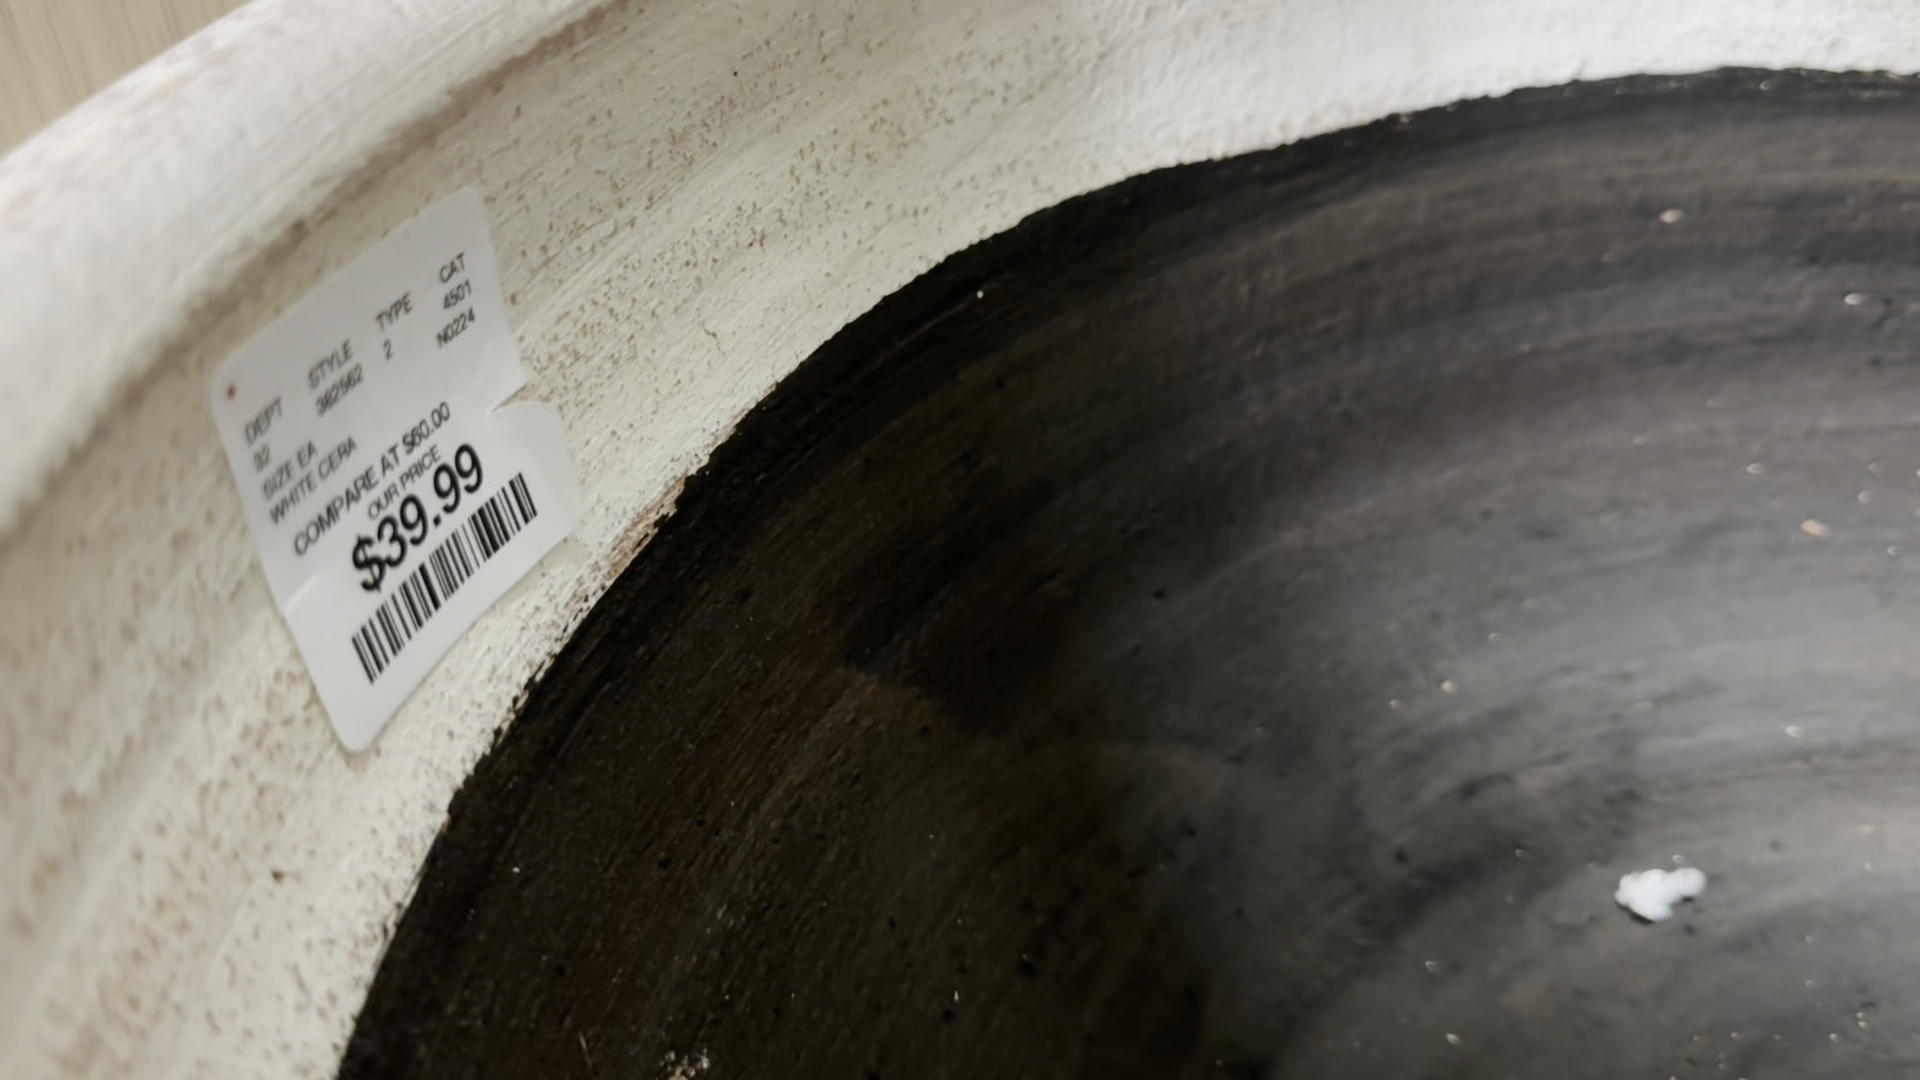 DEPT STYLE TYPE CAT
92 382562 2 4501
SIZE EA N0224
WHITE CERA
COMPARE AT $60.00
OUR PRICE
$39.99